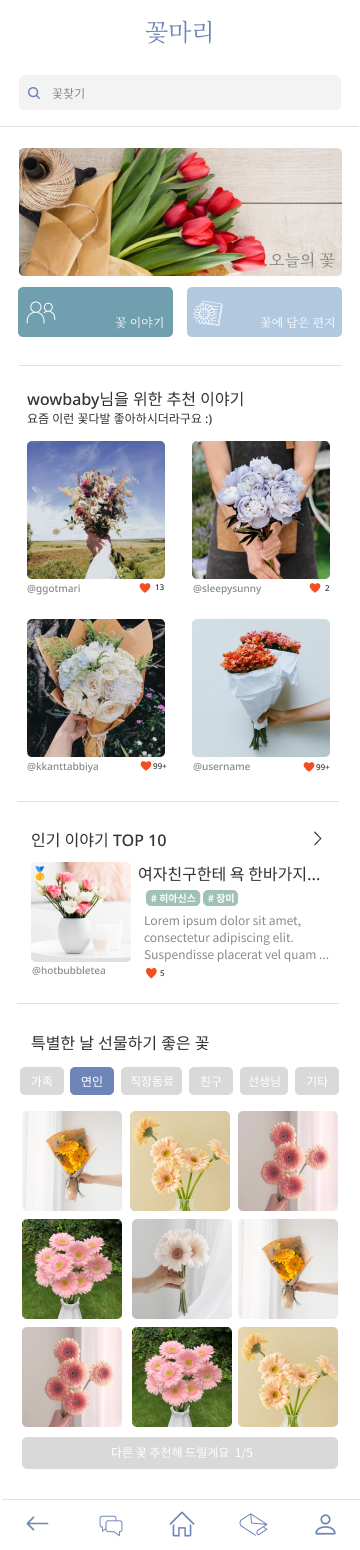 꽃마리
꽃찾기
오늘의 꽃
꽃 이야기
꽃에 담은 편지
wowbaby님을 위한 추천 이야기
요즘 이런 꽃다발 좋아하시더라구요 :)
@ggotmari 13
@sleepysunny 2
@kkanttabbiya 99+
@username 99+
인기 이야기 TOP 10
여자친구한테 욕 한바가지...
# 히아신스 # 장미
Lorem ipsum dolor sit amet,
consectetur adipiscing elit.
Suspendisse placerat vel quam ...
@hotbubbletea
5
특별한 날 선물하기 좋은 꽃
가족 연인 직장동료 친구 선생님 기타
다른 꽃 추천해 드릴게요 1/5